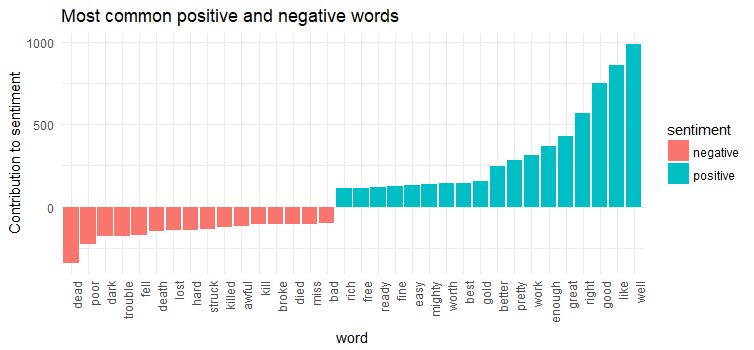 Most common positive and negative words
Contribution to sentiment
1000
500
0
dead
poor
dark
trouble
fell
death
lost
hard
struck
killed
awful
kill
broke
died
miss
bad
rich
free
ready
fine
easy
mighty
worth
best
gold
better
pretty
work
enough
great
right
good
like
well
word
sentiment
negative
positive